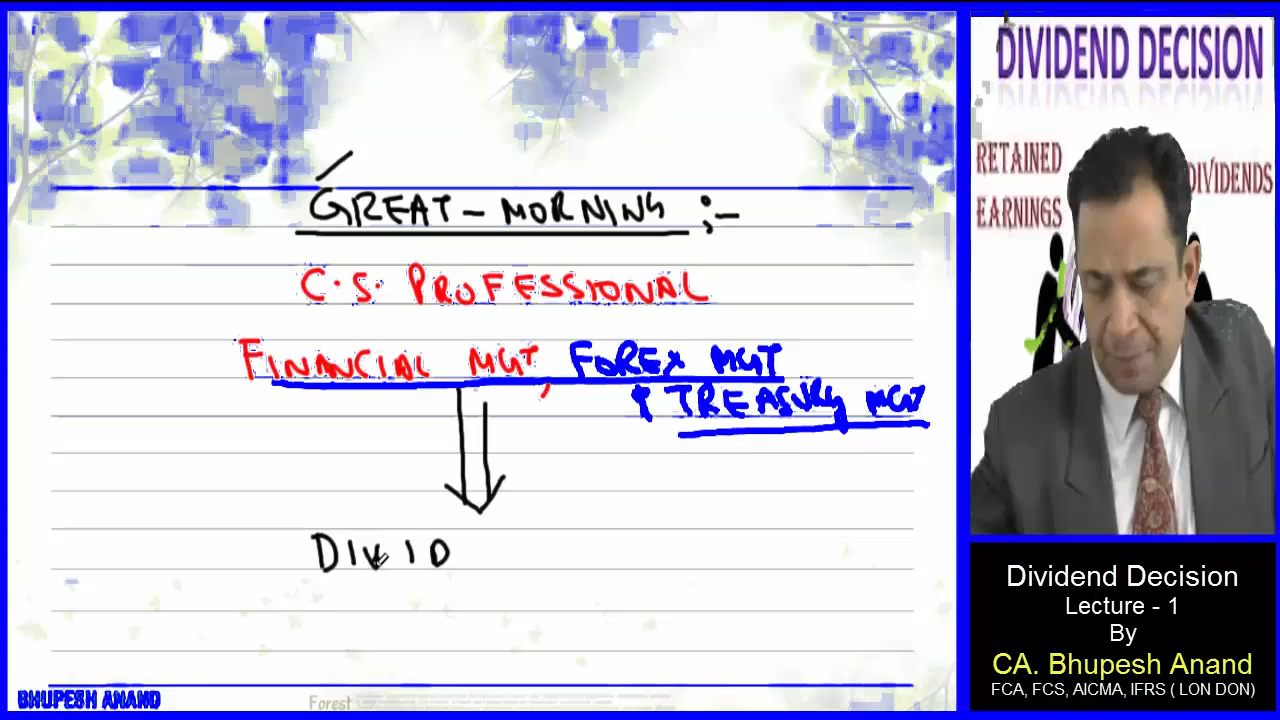 GREAT - MORNING :-
C.S. PROFESSIONAL
FINANCIAL MGT, FOREX MGT
& TREASURY MGT
DIVID
BHUPESH ANAND
Forest
DIVIDEND DECISION
RETAINED
EARNINGS
DIVIDENDS
Dividend Decision
Lecture - 1
By
CA. Bhupesh Anand
FCA, FCS, AICMA, IFRS ( LON DON)